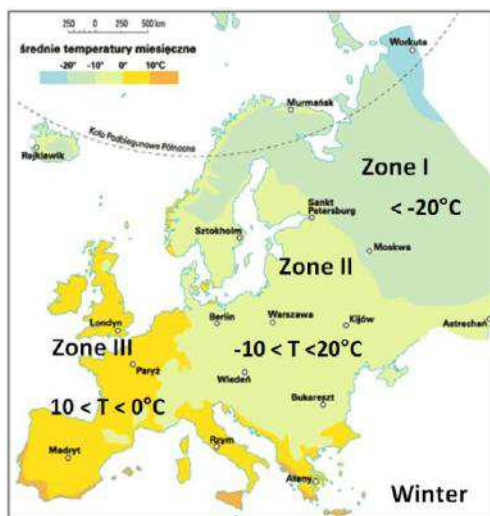 250 0 250 500 km
średnie temperatury miesięczne
-20° -10° 0° 10°C
Workuta
Murmańsk
Koło Podbiegunowe Północne
Rejkiawik
Zone I
< -20°C
Sankt
Petersburg
Sztokholm
Moskwa
Zone II
Berlin
Warszawa
Kijów
Astrachan
Londyn
Zone III
-10 < T <20°C
Paryż
Wiedeń
10 < T < 0°C
Bukareszt
Madryt
Rzym
Ateny
Winter